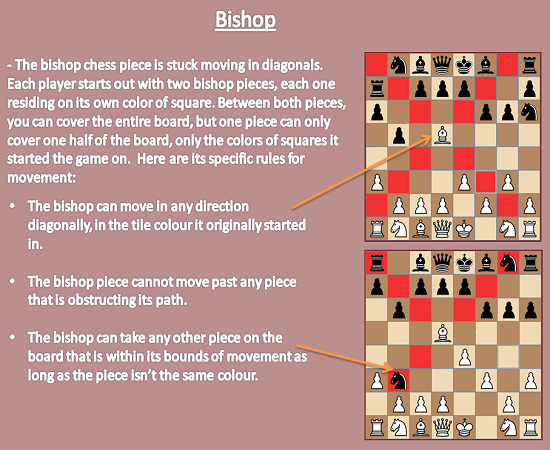 Bishop
- The bishop chess piece is stuck moving in diagonals.
Each player starts out with two bishop pieces, each one
residing on its own color of square. Between both pieces,
you can cover the entire board, but one piece can only
cover one half of the board, only the colors of squares it
started the game on.  Here are its specific rules for
movement:
• The bishop can move in any direction
diagonally, in the tile colour it originally started
in.
• The bishop piece cannot move past any piece
that is obstructing its path.
• The bishop can take any other piece on the
board that is within its bounds of movement as
long as the piece isn't the same colour.